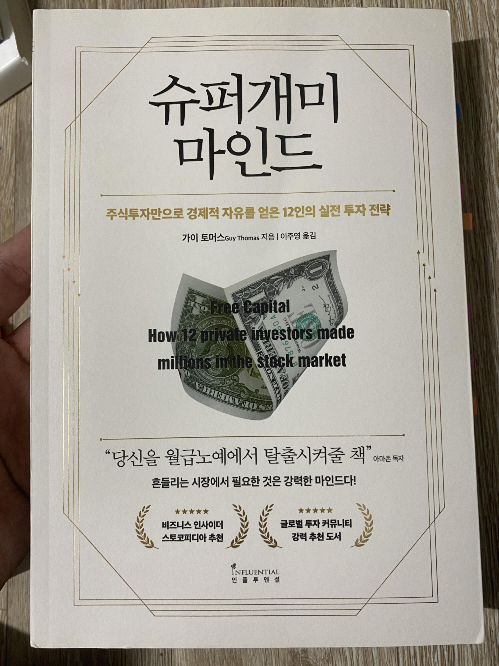 슈퍼개미
마인드
주식투자만으로 경제적 자유를 얻은 12인의 실전 투자 전략
가이 토머스Guy Thomas 지음 | 이주영 옮김
Free Capital
How 12 private investors made
millions in the stock market
“당신을 월급노예에서 탈출시켜줄 책” 아마존 독자
흔들리는 시장에서 필요한 것은 강력한 마인드다!
★★★★★
비즈니스 인사이더
스토코피디아 추천
★★★★★
글로벌 투자 커뮤니티
강력 추천 도서
INFLUENTIAL
인플루엔셜